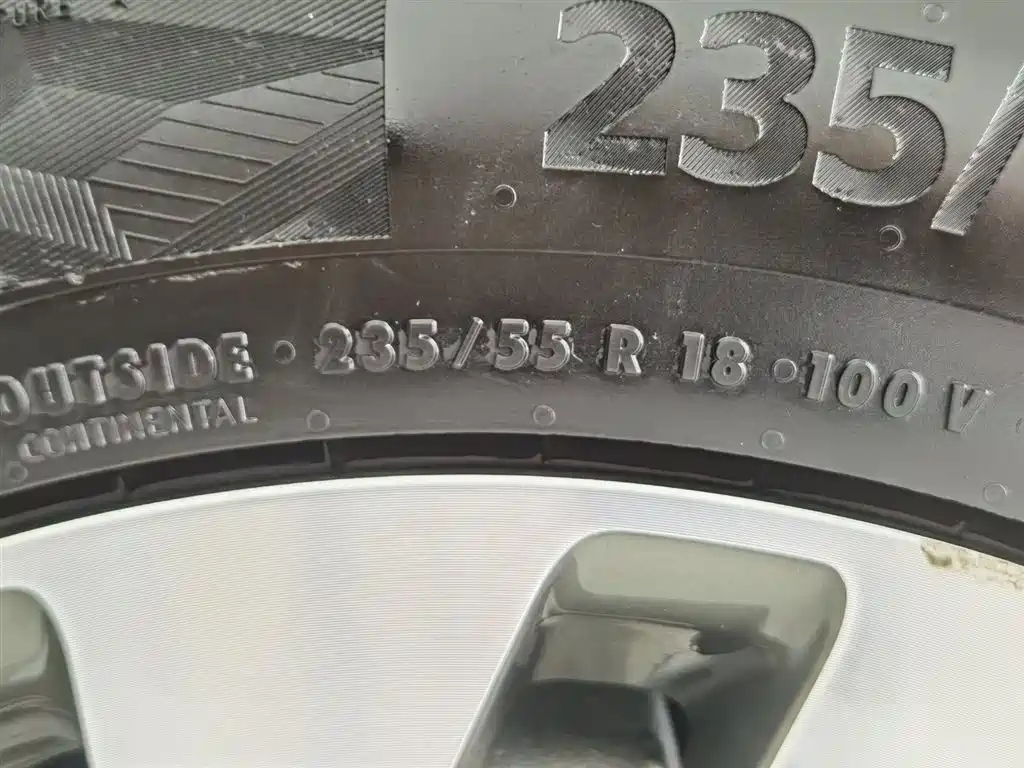 235/
OUTSIDE 235/55 R 18 100 V
CONTINENTAL